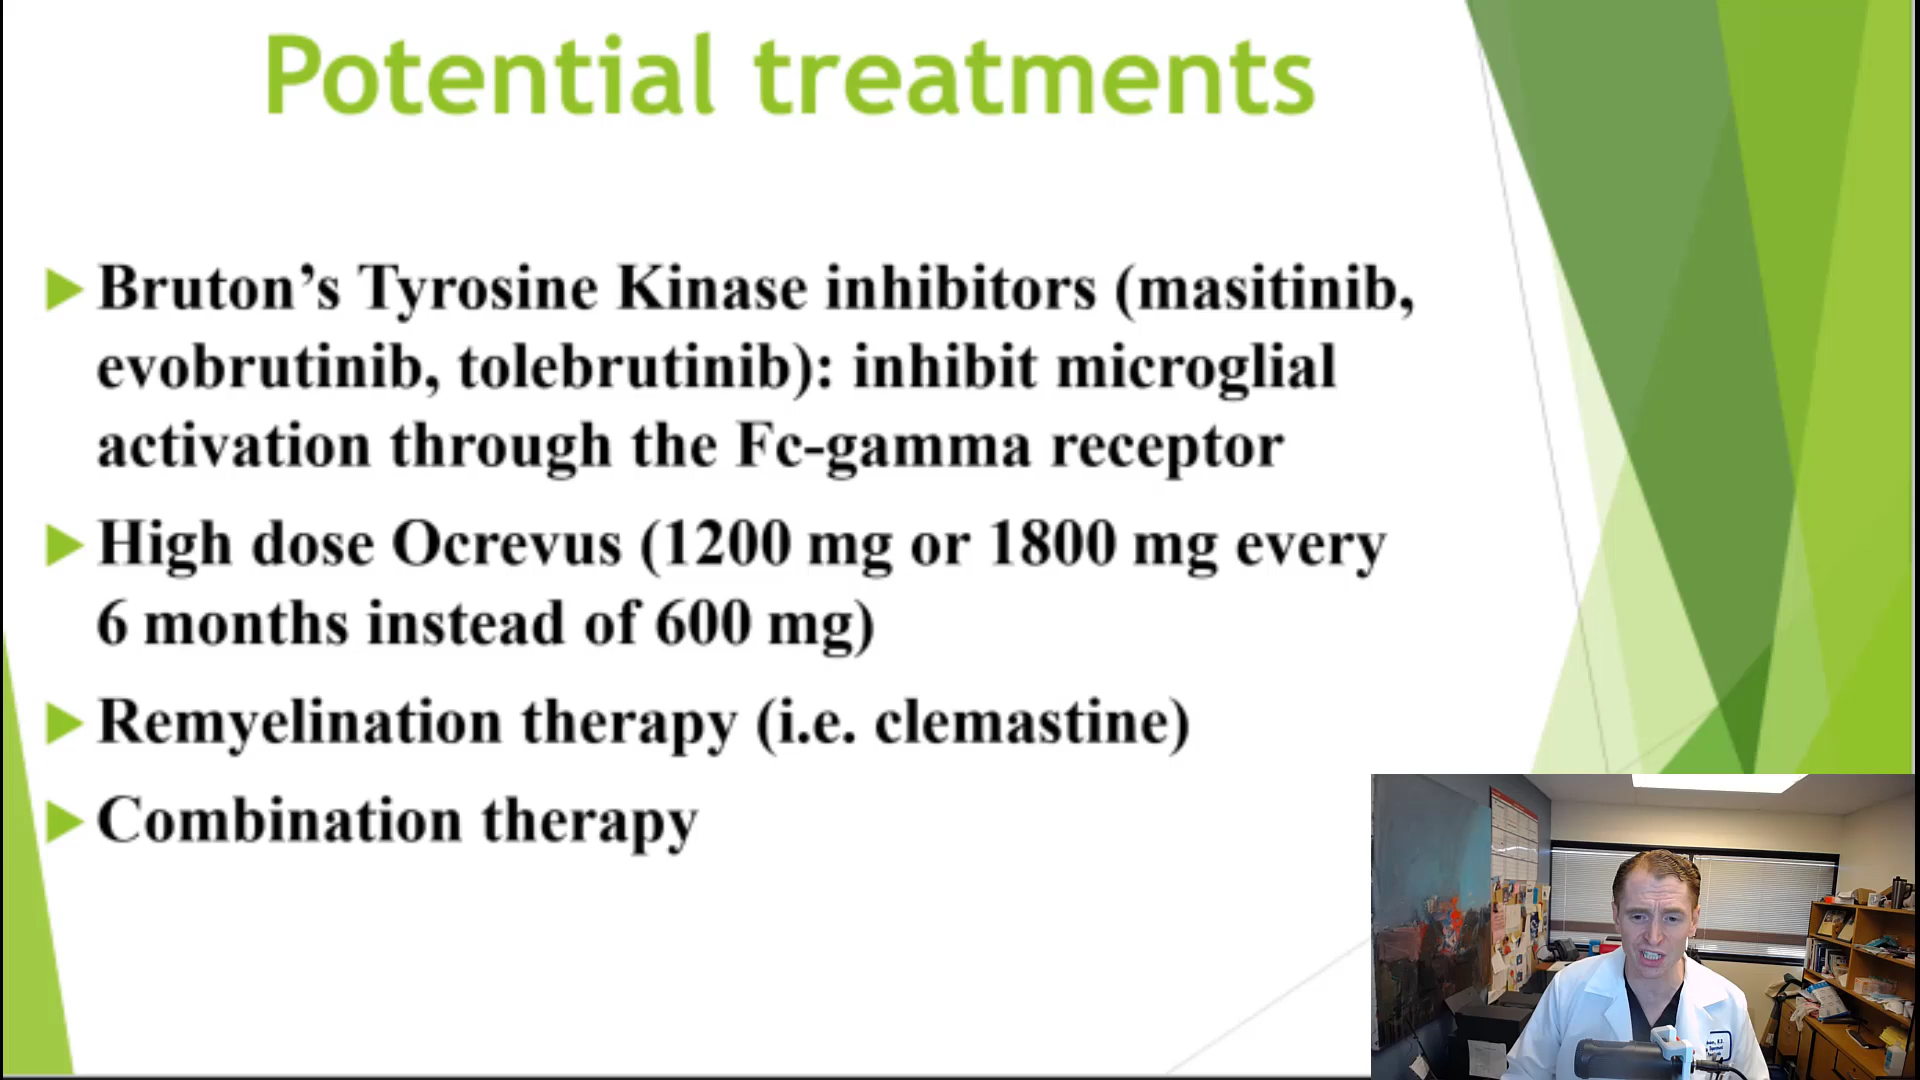 Potential treatments
Bruton’s Tyrosine Kinase inhibitors (masitinib,
evobrutinib, tolebrutinib): inhibit microglial
activation through the Fc-gamma receptor
High dose Ocrevus (1200 mg or 1800 mg every
6 months instead of 600 mg)
Remyelination therapy (i.e. clemastine)
Combination therapy